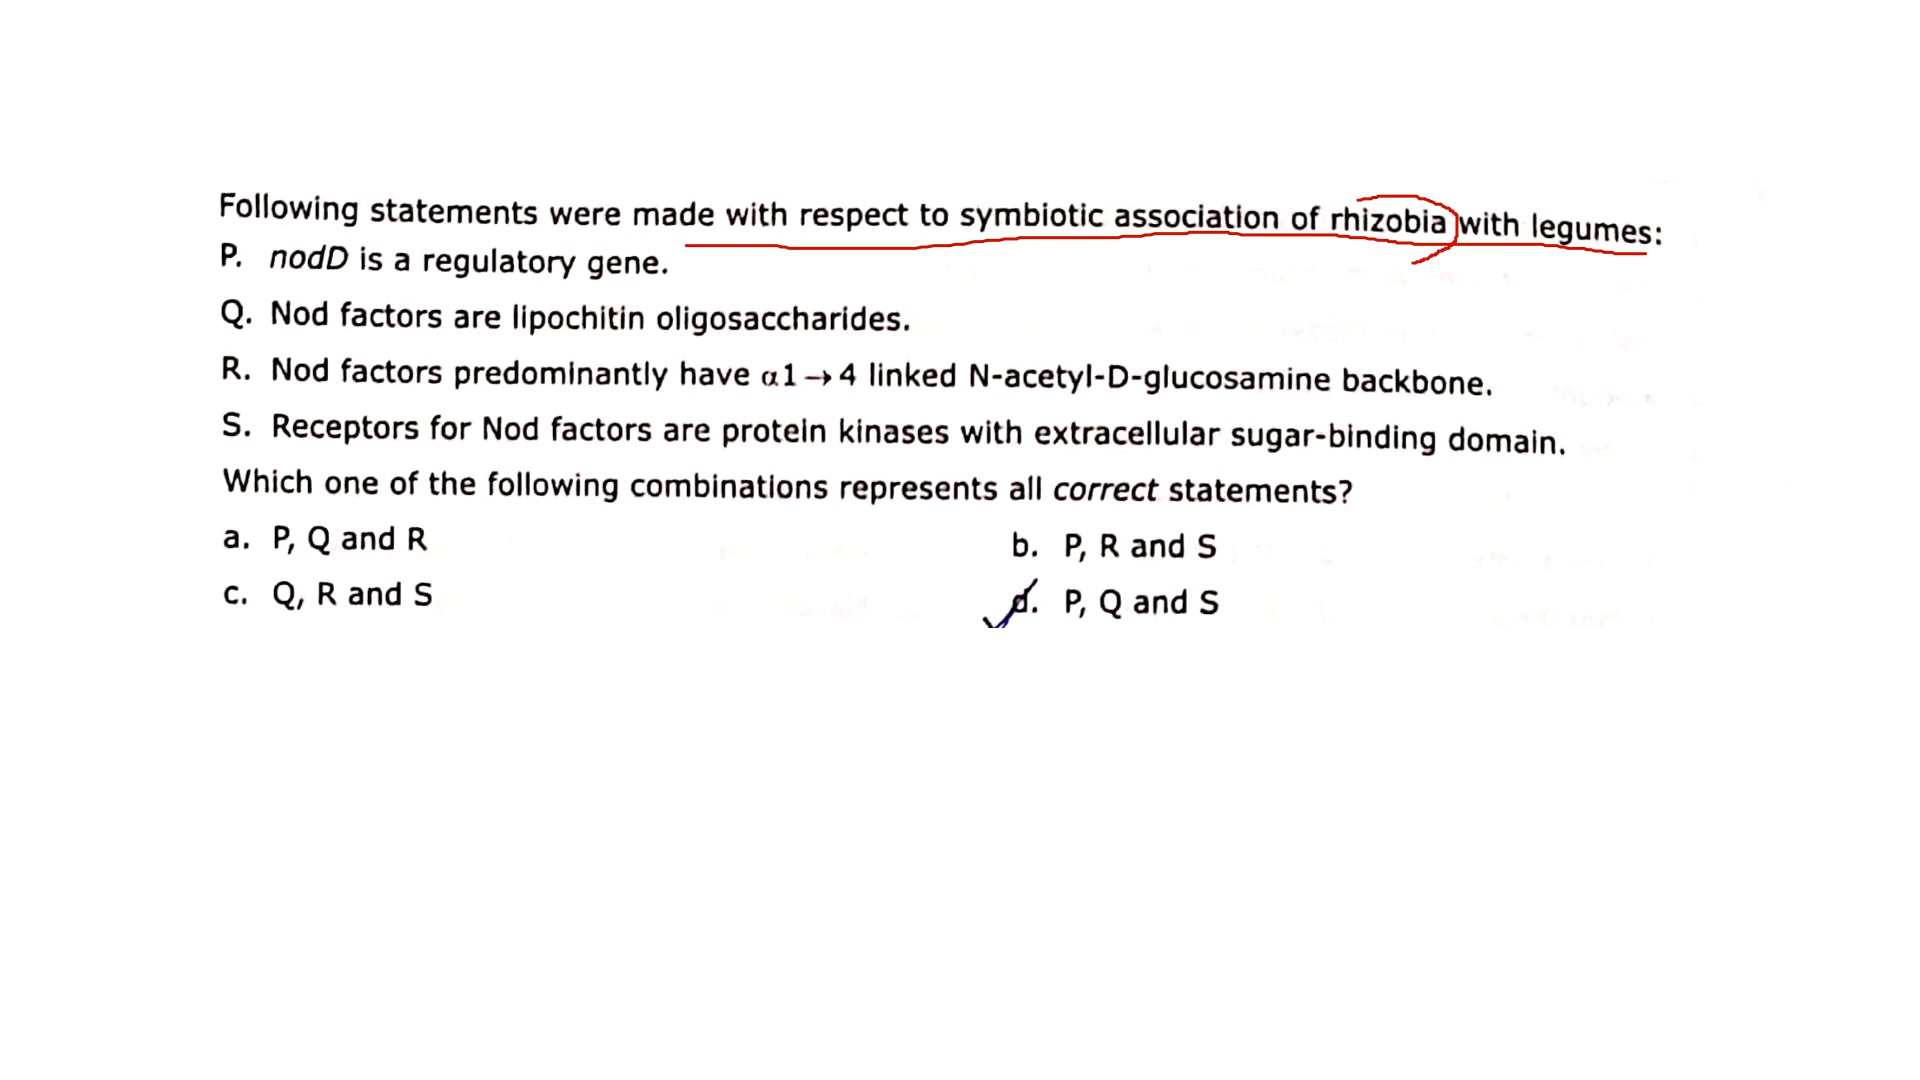 Following statements were made with respect to symbiotic association of rhizobia with legumes:
P. nodD is a regulatory gene.
Q. Nod factors are lipochitin oligosaccharides.
R. Nod factors predominantly have α1→4 linked N-acetyl-D-glucosamine backbone.
S. Receptors for Nod factors are protein kinases with extracellular sugar-binding domain.
Which one of the following combinations represents all correct statements?
a. P, Q and R
b. P, R and S
c. Q, R and S
d. P, Q and S